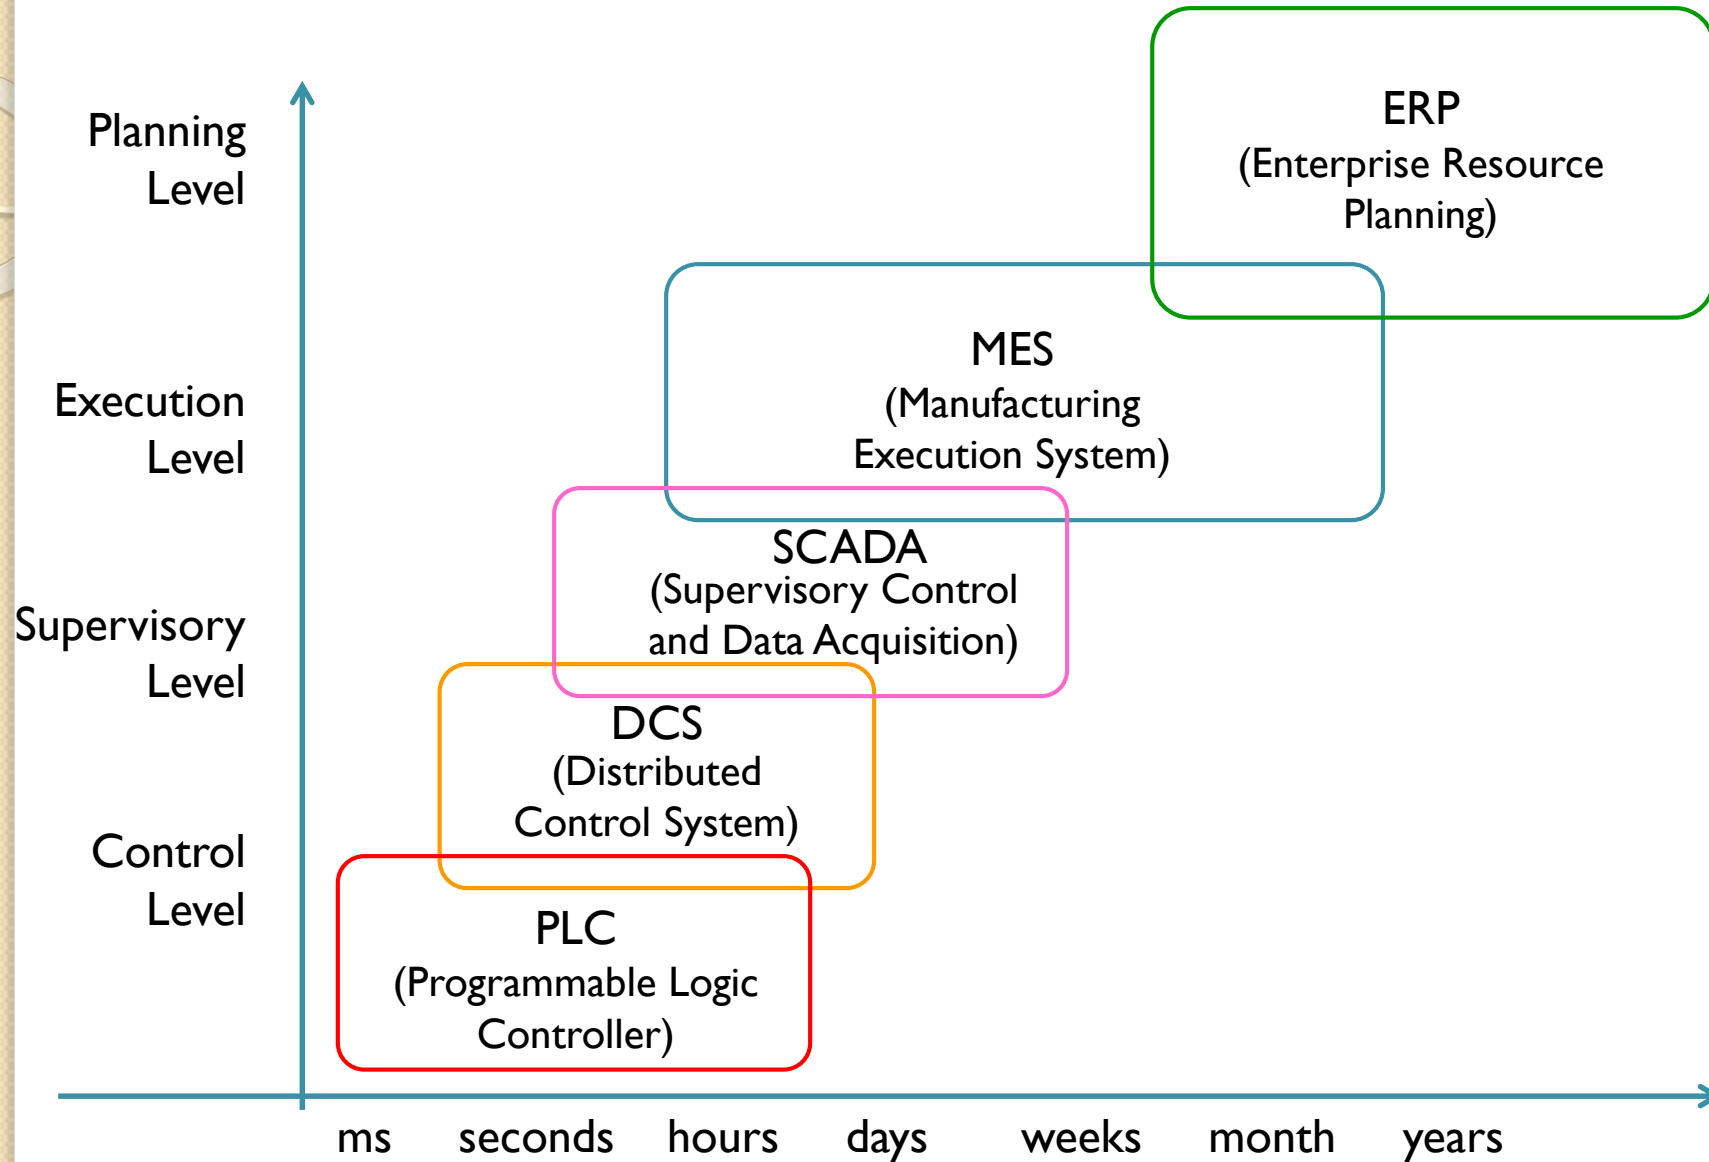 Planning
Level
ERP
(Enterprise Resource
Planning)
Execution
Level
MES
(Manufacturing
Execution System)
Supervisory
Level
SCADA
(Supervisory Control
and Data Acquisition)
DCS
(Distributed
Control System)
Control
Level
PLC
(Programmable Logic
Controller)
ms seconds hours days weeks month years